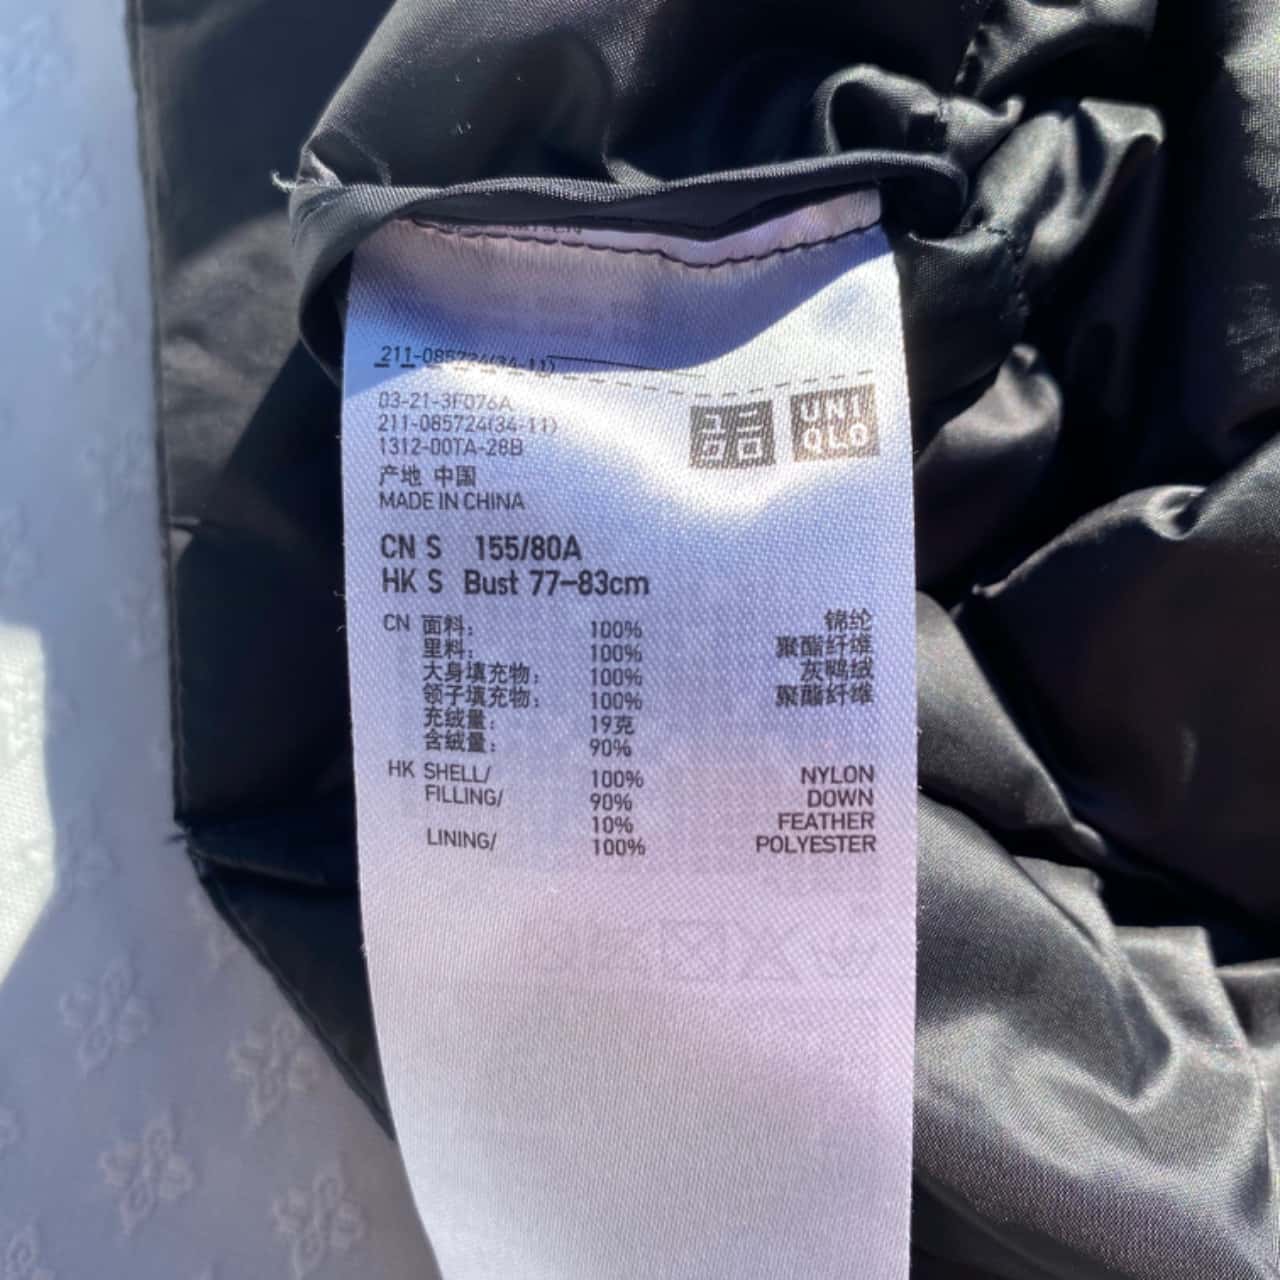 211-085724(34-11)
03-21-3F076A
211-085724(34-11)
1312-00TA-28B
ユニ
クロ
UNI
QLO
产地 中国
MADE IN CHINA
CN S 155/80A
HK S Bust 77-83cm
CN 面料: 100% 锦纶
里料: 100% 聚酯纤维
大身填充物: 100% 灰鸭绒
领子填充物: 100% 聚酯纤维
充绒量: 19克
含绒量: 90%
HK SHELL/ 100% NYLON
FILLING/ 90% DOWN
10% FEATHER
LINING/ 100% POLYESTER